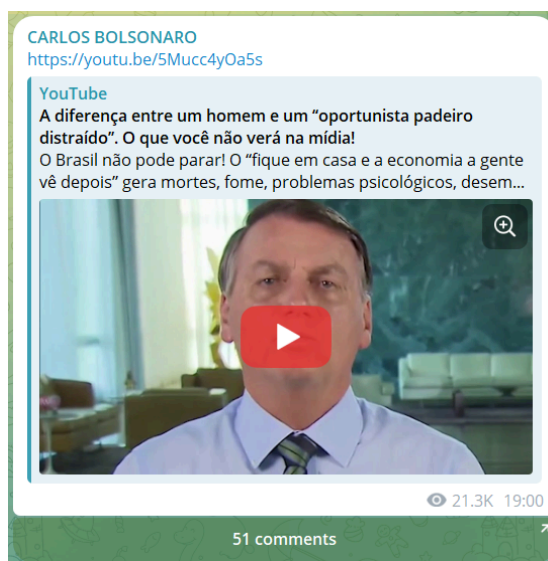 CARLOS BOLSONARO
https://youtu.be/5Mucc4yOa5s
YouTube
A diferença entre um homem e um “oportunista padeiro
distraído”. O que você não verá na mídia!
O Brasil não pode parar! O “fique em casa e a economia a gente
vê depois” gera mortes, fome, problemas psicológicos, desem...
21.3K 19:00
51 comments